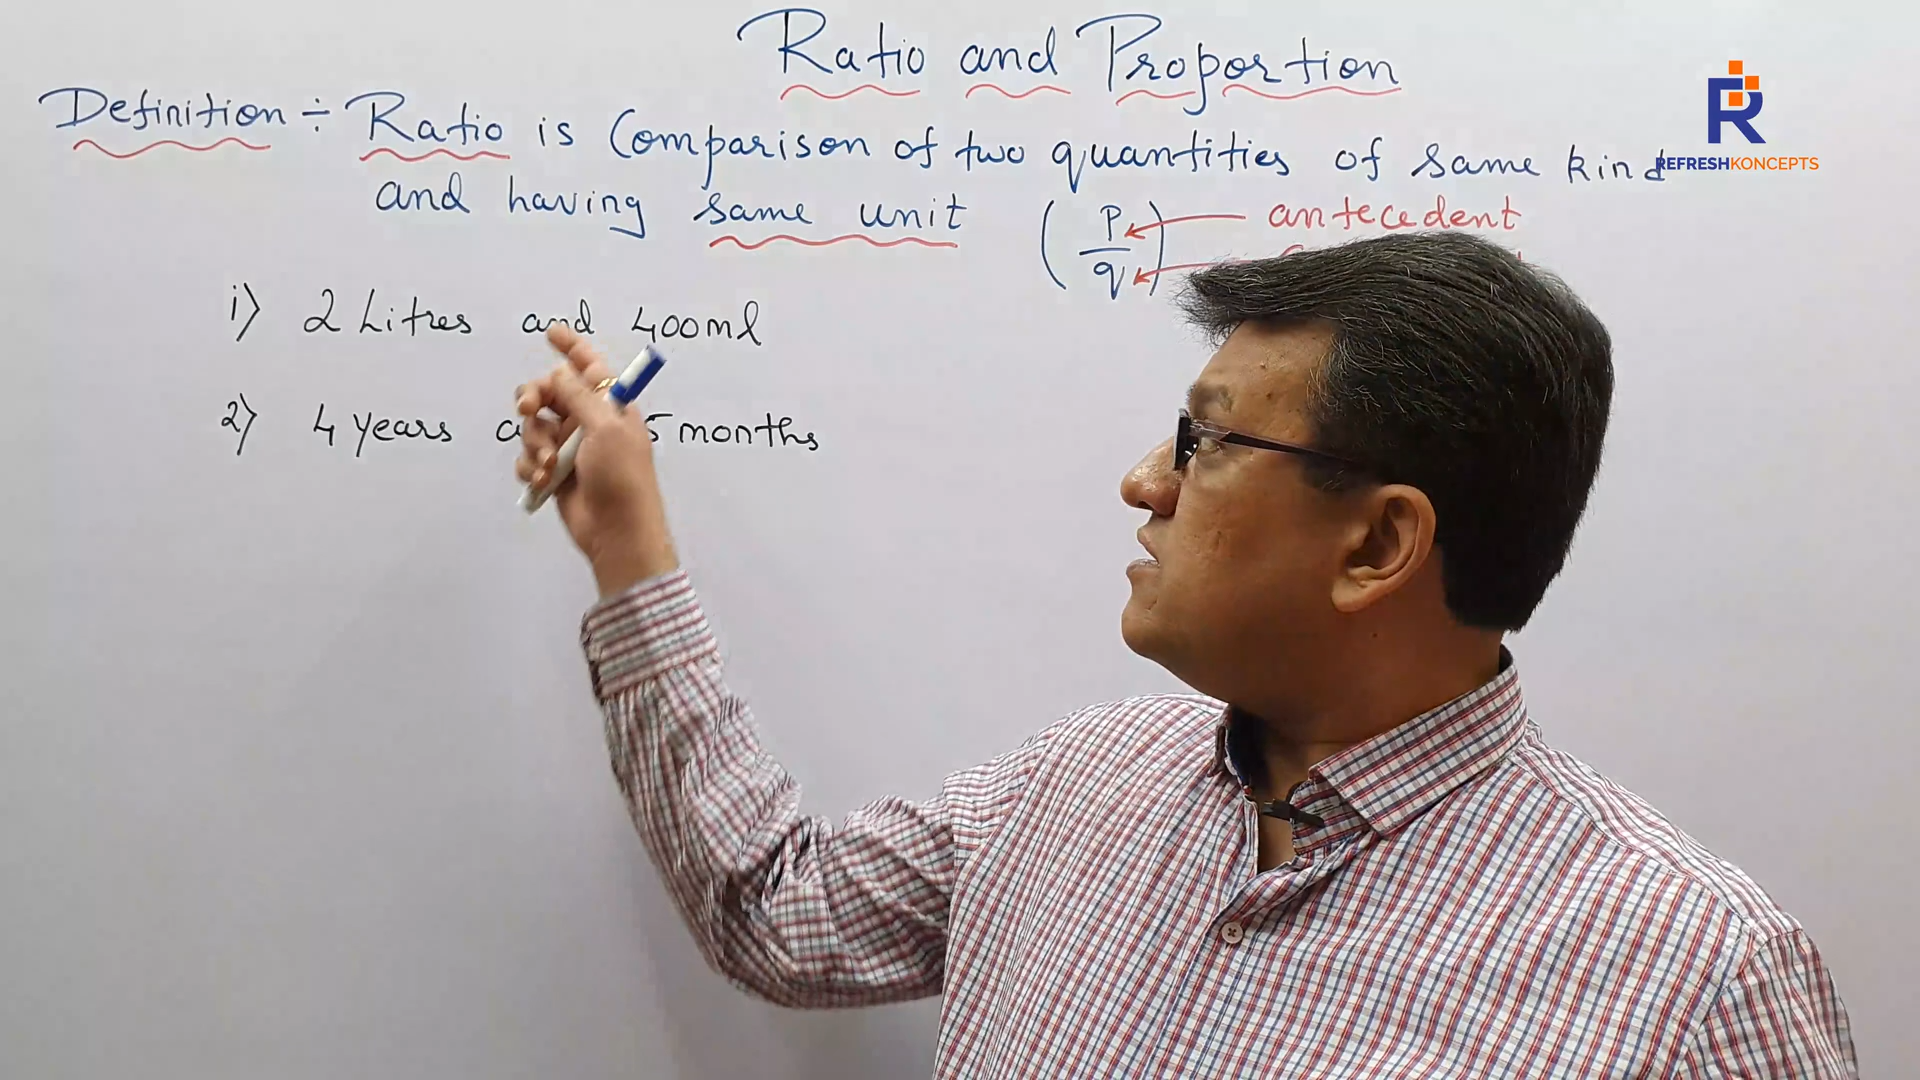 Ratio and Proportion
Definition ÷ Ratio is Comparison of two quantities of same kind
and having same unit (p/q) antecedent
i) 2 Litres and 400ml
2) 4 years 5 months
REFRESHKONCEPTS